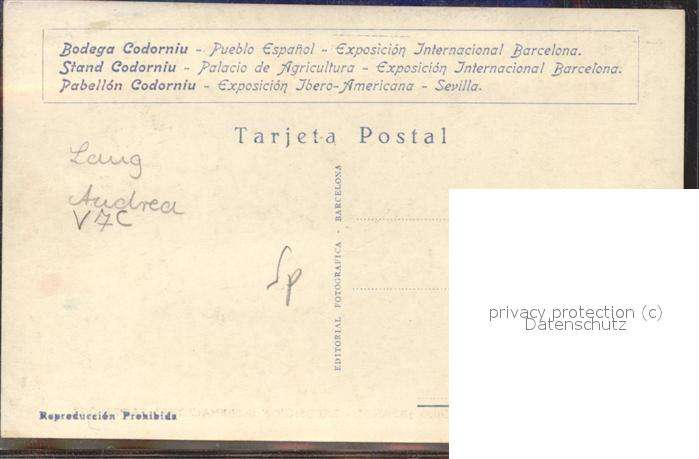 Bodega Codorniu - Pueblo Español - Exposición Internacional Barcelona.
Stand Codorniu - Palacio de Agricultura - Exposición Internacional Barcelona.
Pabellón Codorniu - Exposición Ibero-Americana - Sevilla.
Tarjeta Postal
Lang
Andrea
V7C
Sp
EDITORIAL FOTOGRAFICA - BARCELONA
privacy protection (c)
Datenschutz
Reproducción Prohibida